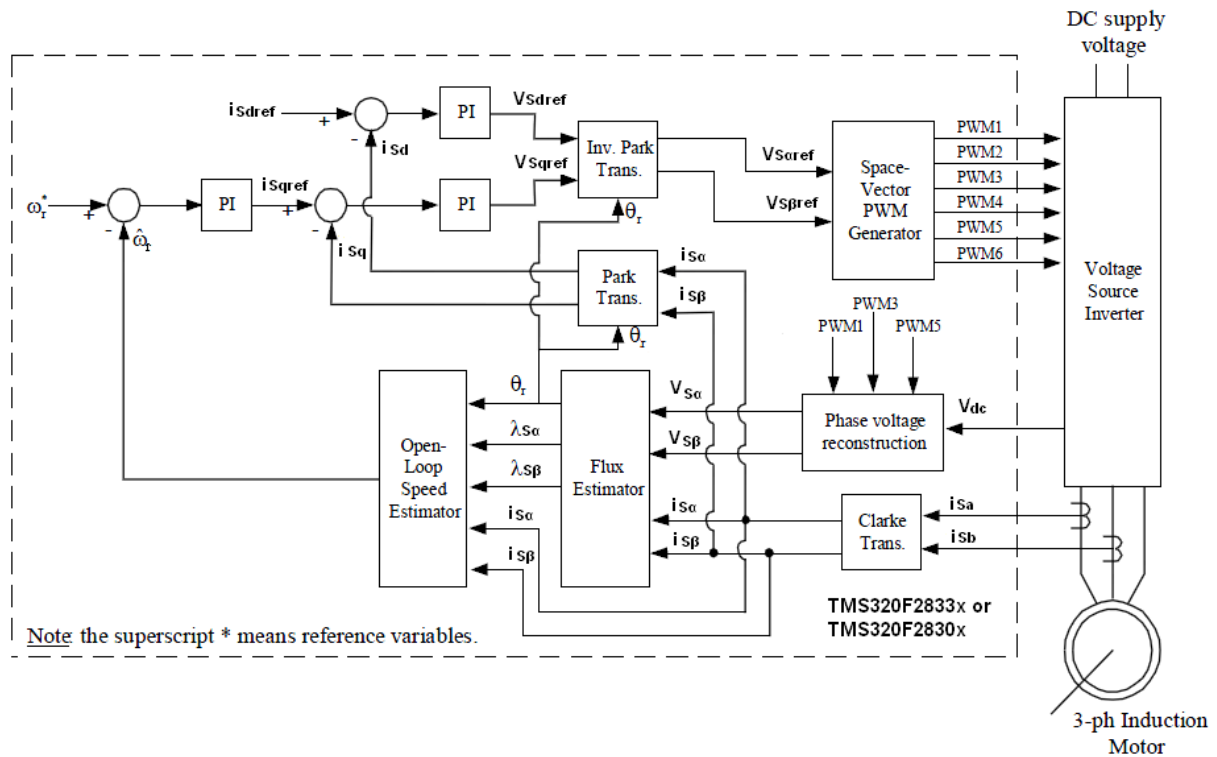 DC supply
voltage
iSdref
+
-
iSd
PI
VSdref
Inv. Park
Trans.
VSαref
VSβref
Space-
Vector
PWM
Generator
PWM1
PWM2
PWM3
PWM4
PWM5
PWM6
Voltage
Source
Inverter
ωr*
+
-
ω̂r
PI
iSqref
+
-
iSq
PI
VSqref
θr
Park
Trans.
iSα
iSβ
θr
PWM3
PWM1
PWM5
Phase voltage
reconstruction
Vdc
Open-
Loop
Speed
Estimator
θr
λSα
λSβ
iSα
iSβ
Flux
Estimator
VSα
VSβ
iSα
iSβ
Clarke
Trans.
iSa
iSb
TMS320F2833x or
TMS320F2830x
Note: the superscript * means reference variables.
3-ph Induction
Motor